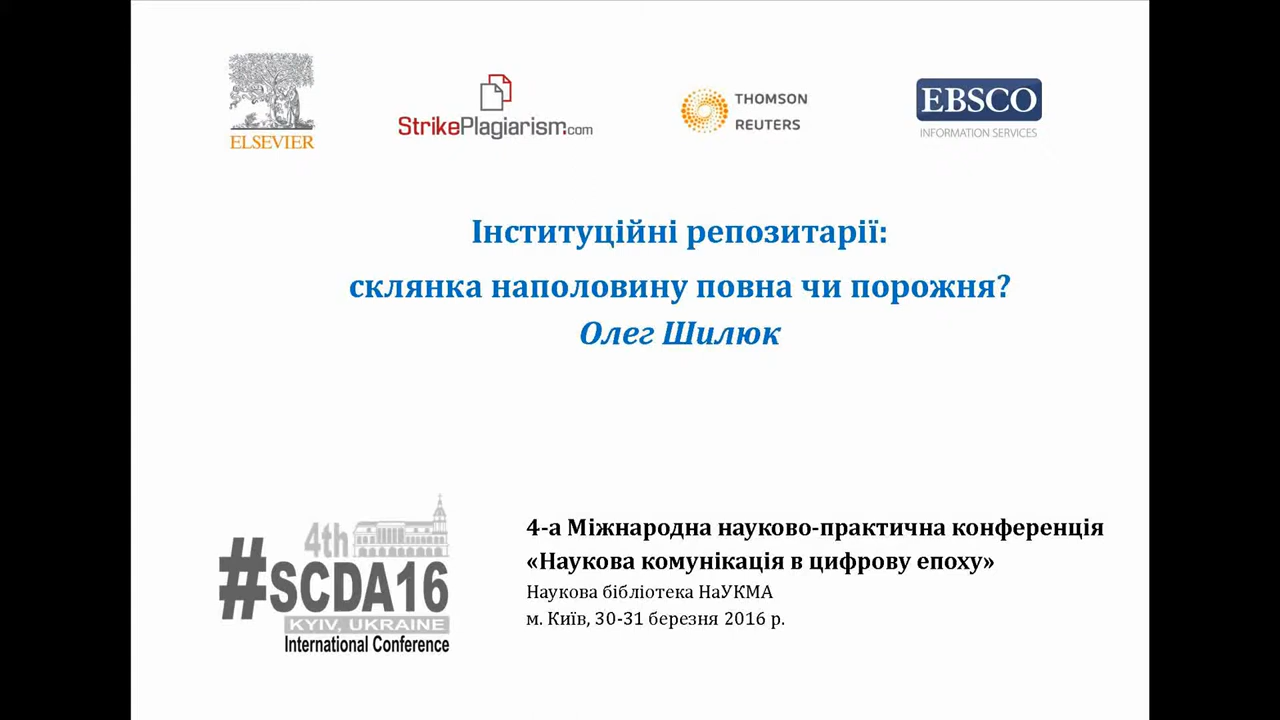 ELSEVIER
StrikePlagiarism.com
THOMSON
REUTERS
EBSCO
INFORMATION SERVICES
Інституційні репозитарії:
склянка наполовину повна чи порожня?
Олег Шилюк
4th
#SCDA16
KYIV, UKRAINE
International Conference
4-а Міжнародна науково-практична конференція
«Наукова комунікація в цифрову епоху»
Наукова бібліотека НаУКМА
м. Київ, 30-31 березня 2016 р.